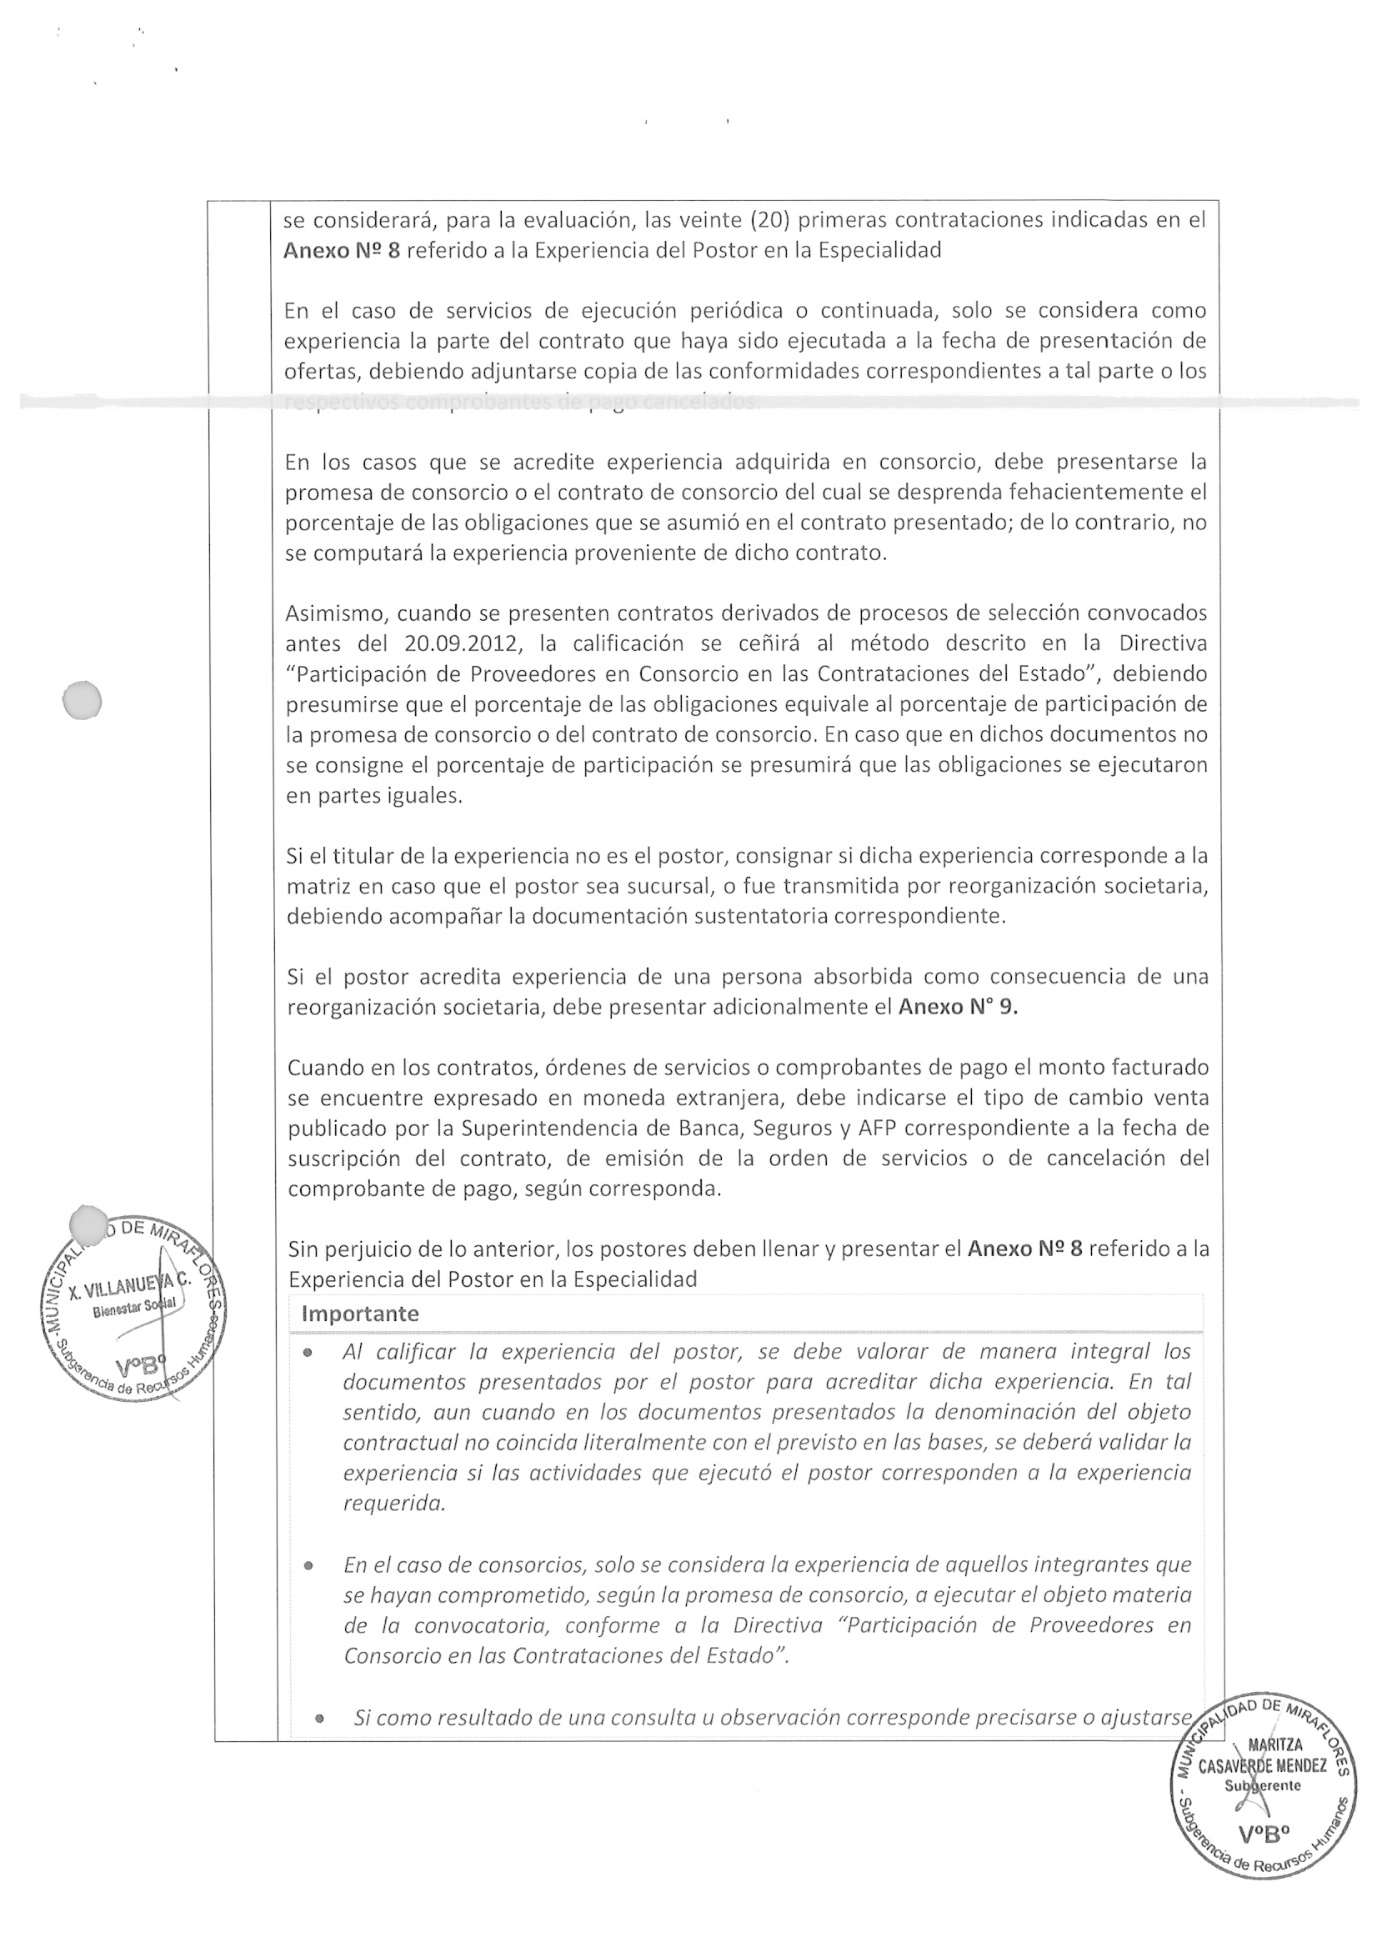 se considerará, para la evaluación, las veinte (20) primeras contrataciones indicadas en el
Anexo Nº 8 referido a la Experiencia del Postor en la Especialidad
En el caso de servicios de ejecución periódica o continuada, solo se considera como
experiencia la parte del contrato que haya sido ejecutada a la fecha de presentación de
ofertas, debiendo adjuntarse copia de las conformidades correspondientes a tal parte o los
respectivos comprobantes de pago cancelados.
En los casos que se acredite experiencia adquirida en consorcio, debe presentarse la
promesa de consorcio o el contrato de consorcio del cual se desprenda fehacientemente el
porcentaje de las obligaciones que se asumió en el contrato presentado; de lo contrario, no
se computará la experiencia proveniente de dicho contrato.
Asimismo, cuando se presenten contratos derivados de procesos de selección convocados
antes del 20.09.2012, la calificación se ceñirá al método descrito en la Directiva
“Participación de Proveedores en Consorcio en las Contrataciones del Estado”, debiendo
presumirse que el porcentaje de las obligaciones equivale al porcentaje de participación de
la promesa de consorcio o del contrato de consorcio. En caso que en dichos documentos no
se consigne el porcentaje de participación se presumirá que las obligaciones se ejecutaron
en partes iguales.
Si el titular de la experiencia no es el postor, consignar si dicha experiencia corresponde a la
matriz en caso que el postor sea sucursal, o fue transmitida por reorganización societaria,
debiendo acompañar la documentación sustentatoria correspondiente.
Si el postor acredita experiencia de una persona absorbida como consecuencia de una
reorganización societaria, debe presentar adicionalmente el Anexo N° 9.
Cuando en los contratos, órdenes de servicios o comprobantes de pago el monto facturado
se encuentre expresado en moneda extranjera, debe indicarse el tipo de cambio venta
publicado por la Superintendencia de Banca, Seguros y AFP correspondiente a la fecha de
suscripción del contrato, de emisión de la orden de servicios o de cancelación del
comprobante de pago, según corresponda.
Sin perjuicio de lo anterior, los postores deben llenar y presentar el Anexo Nº 8 referido a la
Experiencia del Postor en la Especialidad
Importante
• Al calificar la experiencia del postor, se debe valorar de manera integral los
documentos presentados por el postor para acreditar dicha experiencia. En tal
sentido, aun cuando en los documentos presentados la denominación del objeto
contractual no coincida literalmente con el previsto en las bases, se deberá validar la
experiencia si las actividades que ejecutó el postor corresponden a la experiencia
requerida.
• En el caso de consorcios, solo se considera la experiencia de aquellos integrantes que
se hayan comprometido, según la promesa de consorcio, a ejecutar el objeto materia
de la convocatoria, conforme a la Directiva “Participación de Proveedores en
Consorcio en las Contrataciones del Estado”.
• Si como resultado de una consulta u observación corresponde precisarse o ajustarse
DE MIRAFLORES
X. VILLANUEVA C.
Bienestar Social
VºBº
Subgerencia de Recursos Humanos
MUNICIPALIDAD DE MIRAFLORES
MARITZA
CASAVERDE MENDEZ
Subgerente
VºBº
Subgerencia de Recursos Humanos